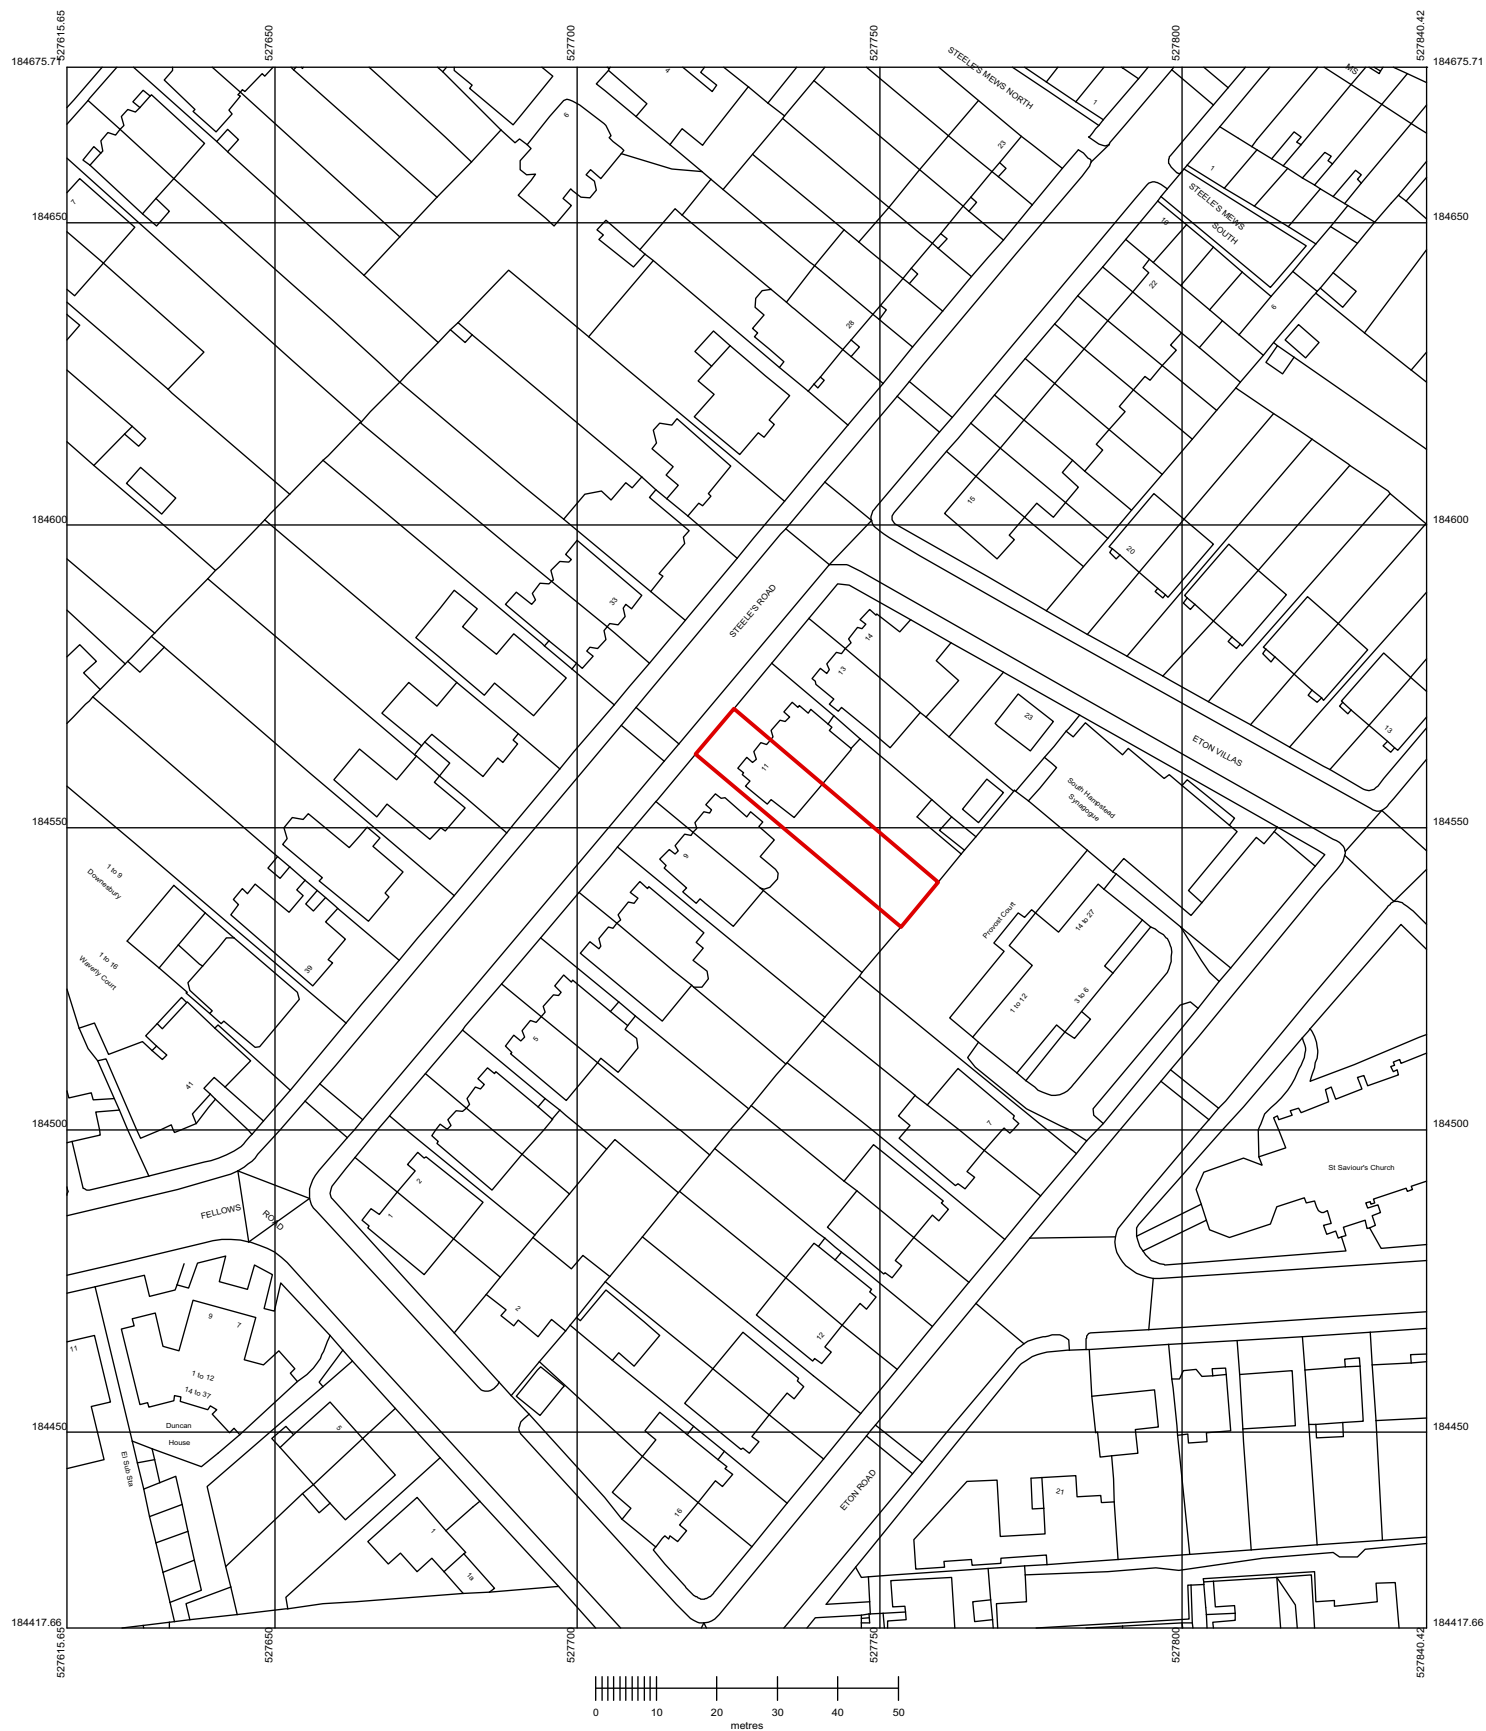 527615.65
527650
527700
527750
527800
527840.42
184675.71
184675.71
STEELE'S MEWS NORTH
MS
4
1
6
23
1
7
STEELE'S MEWS
SOUTH
184650
184650
22
6
28
15
184600
184600
20
33
STEELE'S ROAD
14
13
23
13
ETON VILLAS
11
South Hampstead
Synagogue
184550
184550
9
1 to 9
Downesbury
Provost Court
14 to 27
1 to 16
Waverly Court
39
1 to 12
3 to 6
5
41
184500
184500
7
St Saviour's Church
2
1
FELLOWS
ROAD
2
9
7
12
11
1 to 12
14 to 37
Duncan
House
5
184450
184450
El Sub Sta
ETON ROAD
21
16
1
1a
184417.66
184417.66
527615.65
527650
527700
527750
527800
527840.42
0 10 20 30 40 50
metres